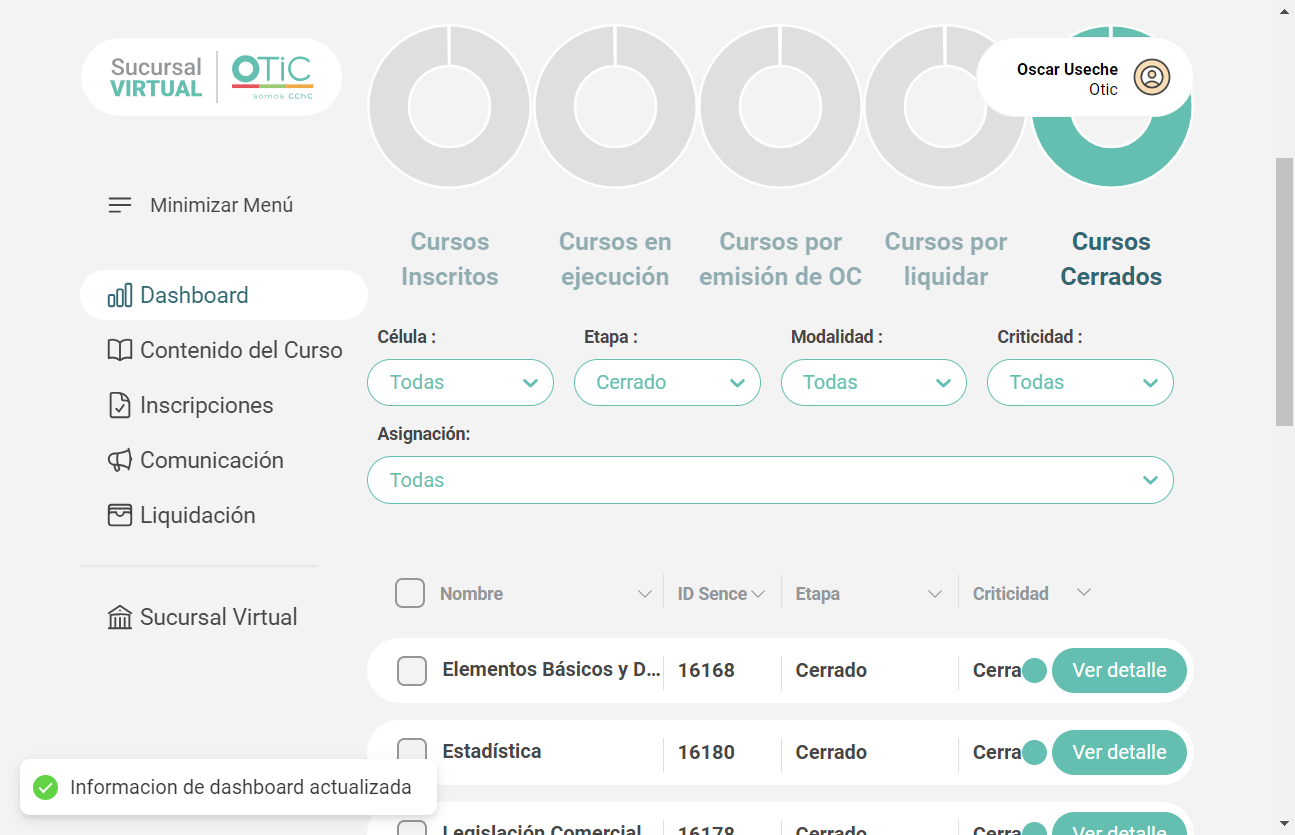 Sucursal
VIRTUAL
OTiC
somos CChC
Oscar Useche
Otic
Minimizar Menú
Dashboard
Contenido del Curso
Inscripciones
Comunicación
Liquidación
Sucursal Virtual
Cursos
Inscritos
Cursos en
ejecución
Cursos por
emisión de OC
Cursos por
liquidar
Cursos
Cerrados
Célula :
Etapa :
Modalidad :
Criticidad :
Todas
Cerrado
Todas
Todas
Asignación:
Todas
Nombre
ID Sence
Etapa
Criticidad
Elementos Básicos y D...
16168
Cerrado
Cerra
Ver detalle
Estadística
16180
Cerrado
Cerra
Ver detalle
Legislación Comercial
16178
Cerrado
Cerra
Ver detalle
Informacion de dashboard actualizada